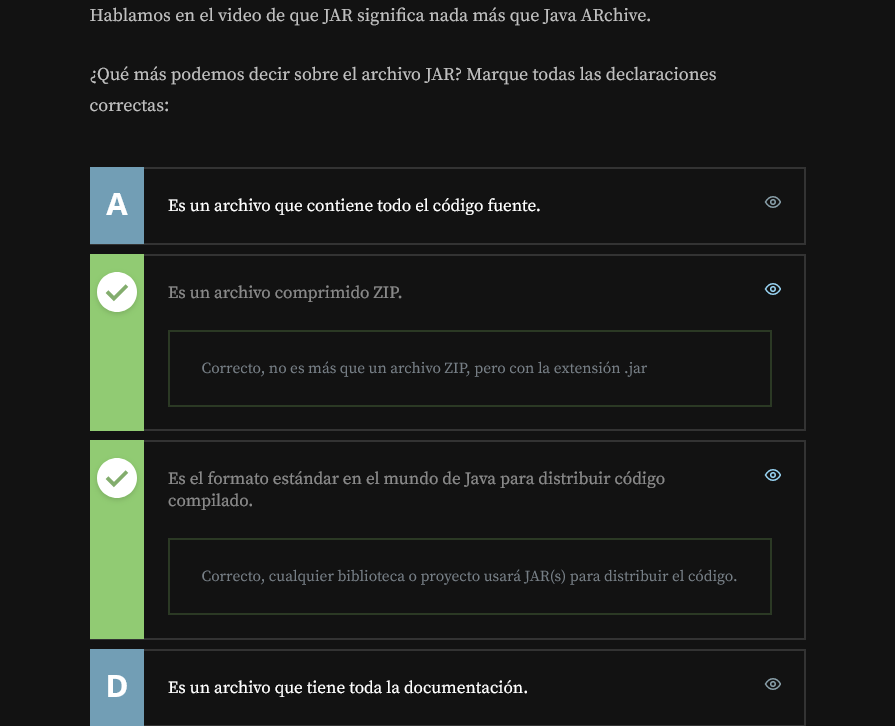 Hablamos en el video de que JAR significa nada más que Java ARchive.
¿Qué más podemos decir sobre el archivo JAR? Marque todas las declaraciones
correctas:
A
Es un archivo que contiene todo el código fuente.
Es un archivo comprimido ZIP.
Correcto, no es más que un archivo ZIP, pero con la extensión .jar
Es el formato estándar en el mundo de Java para distribuir código
compilado.
Correcto, cualquier biblioteca o proyecto usará JAR(s) para distribuir el código.
D
Es un archivo que tiene toda la documentación.